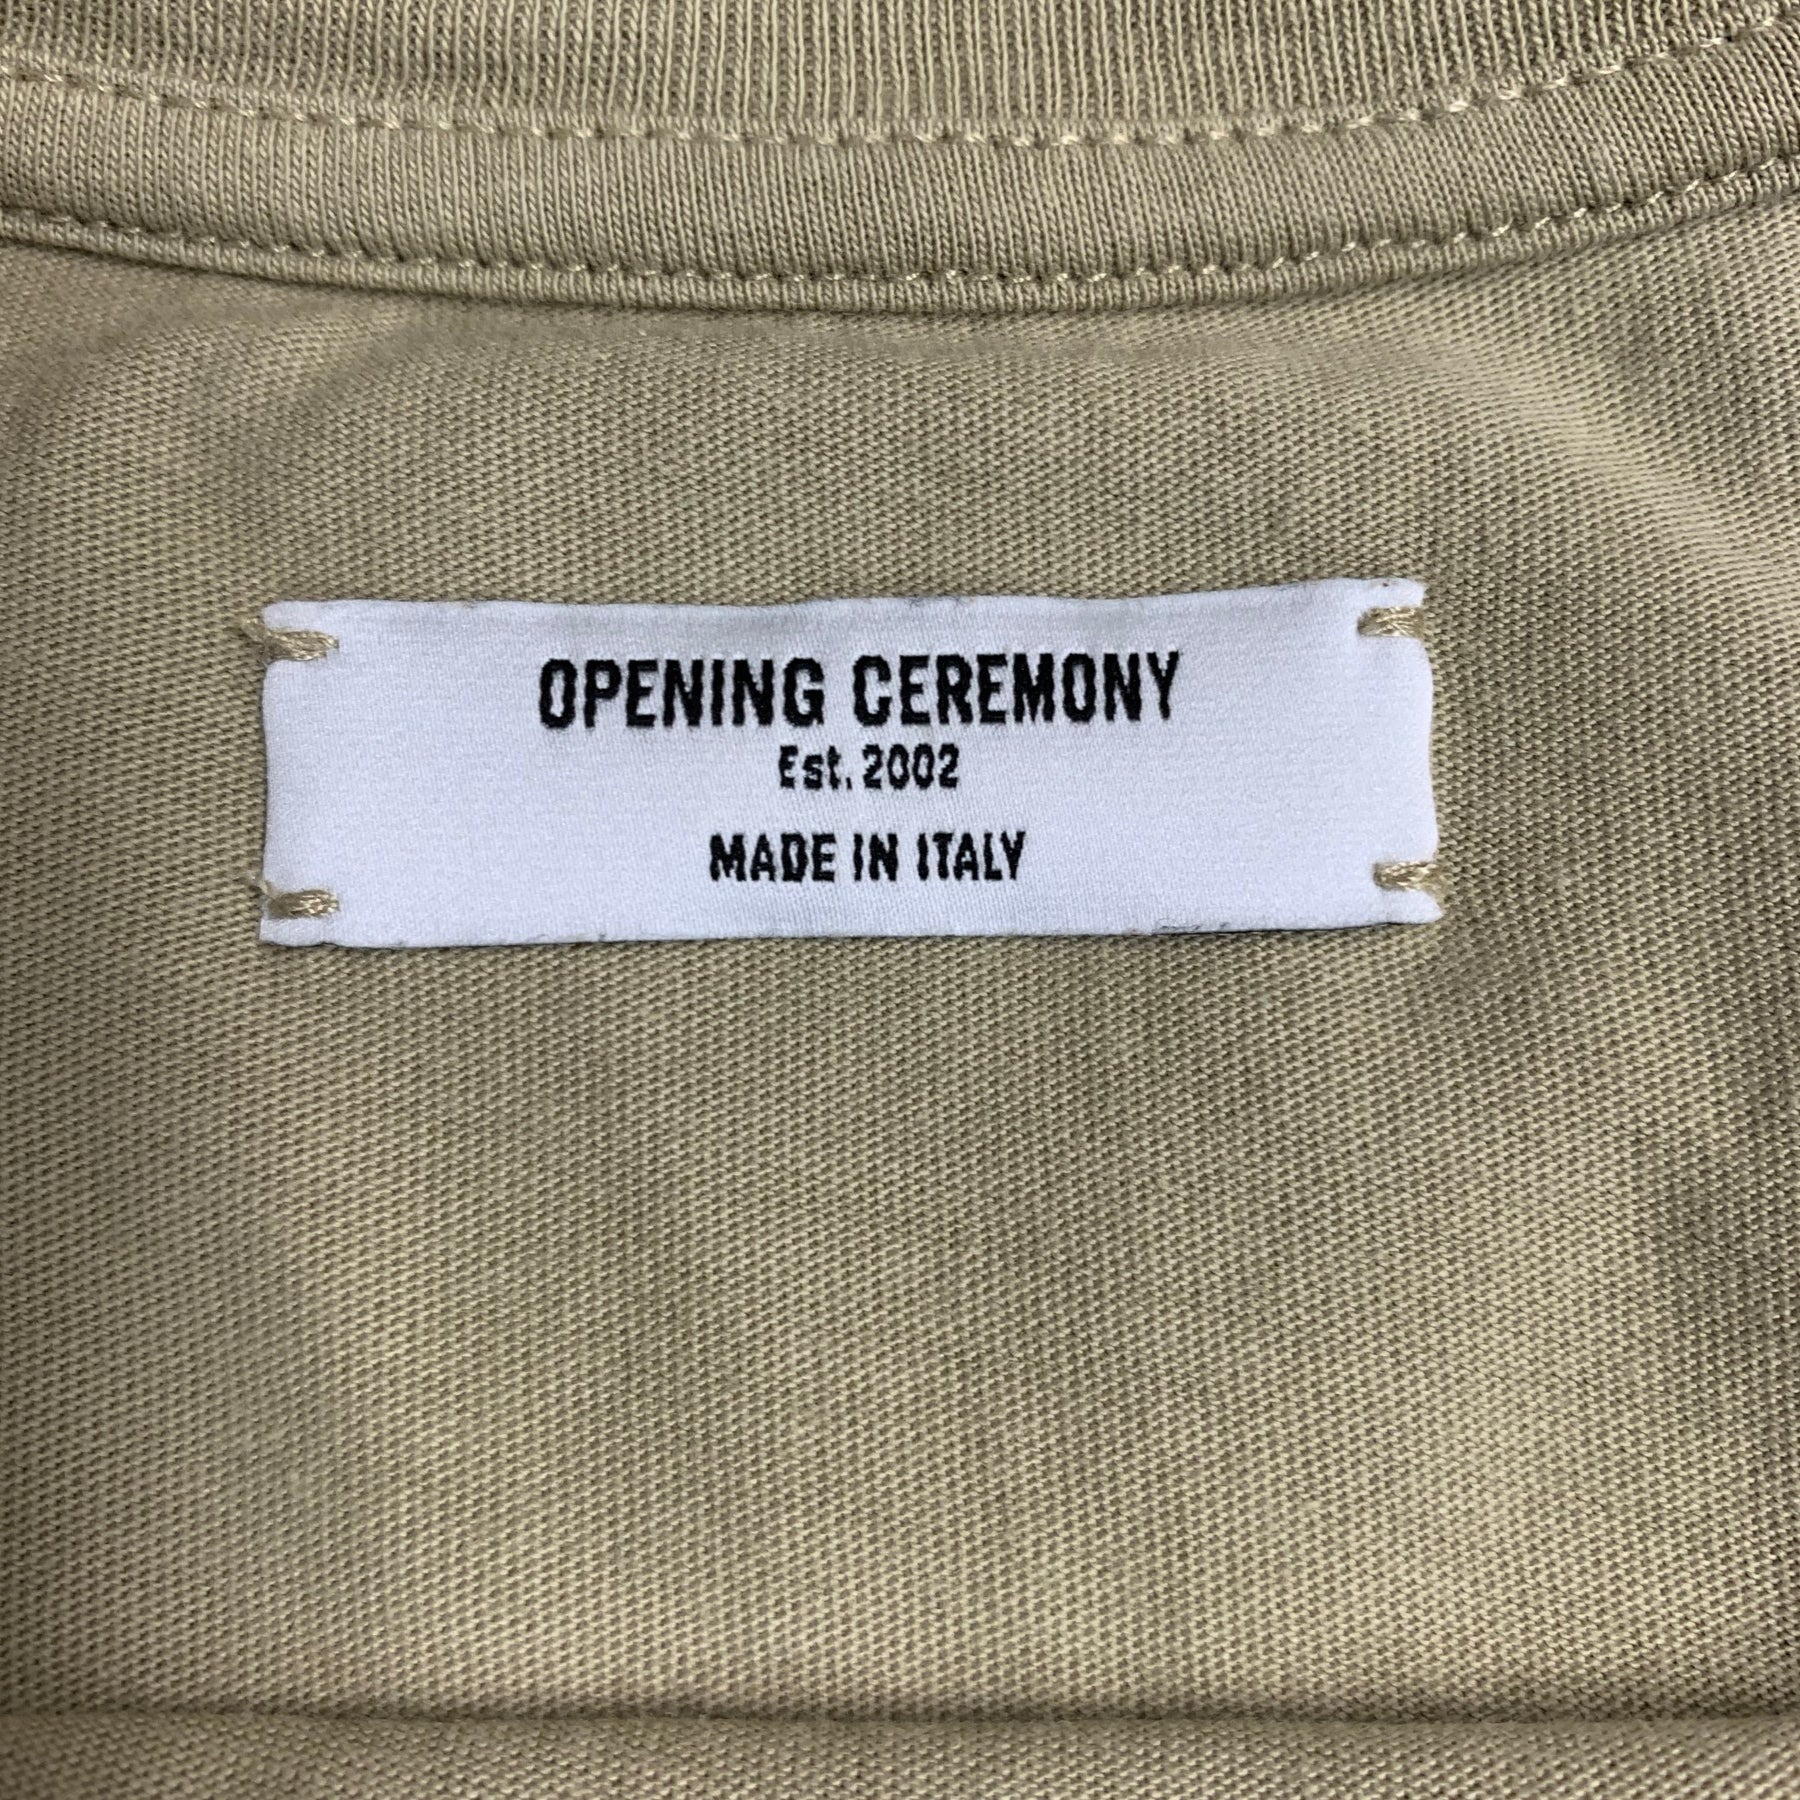 OPENING CEREMONY
Est. 2002
MADE IN ITALY